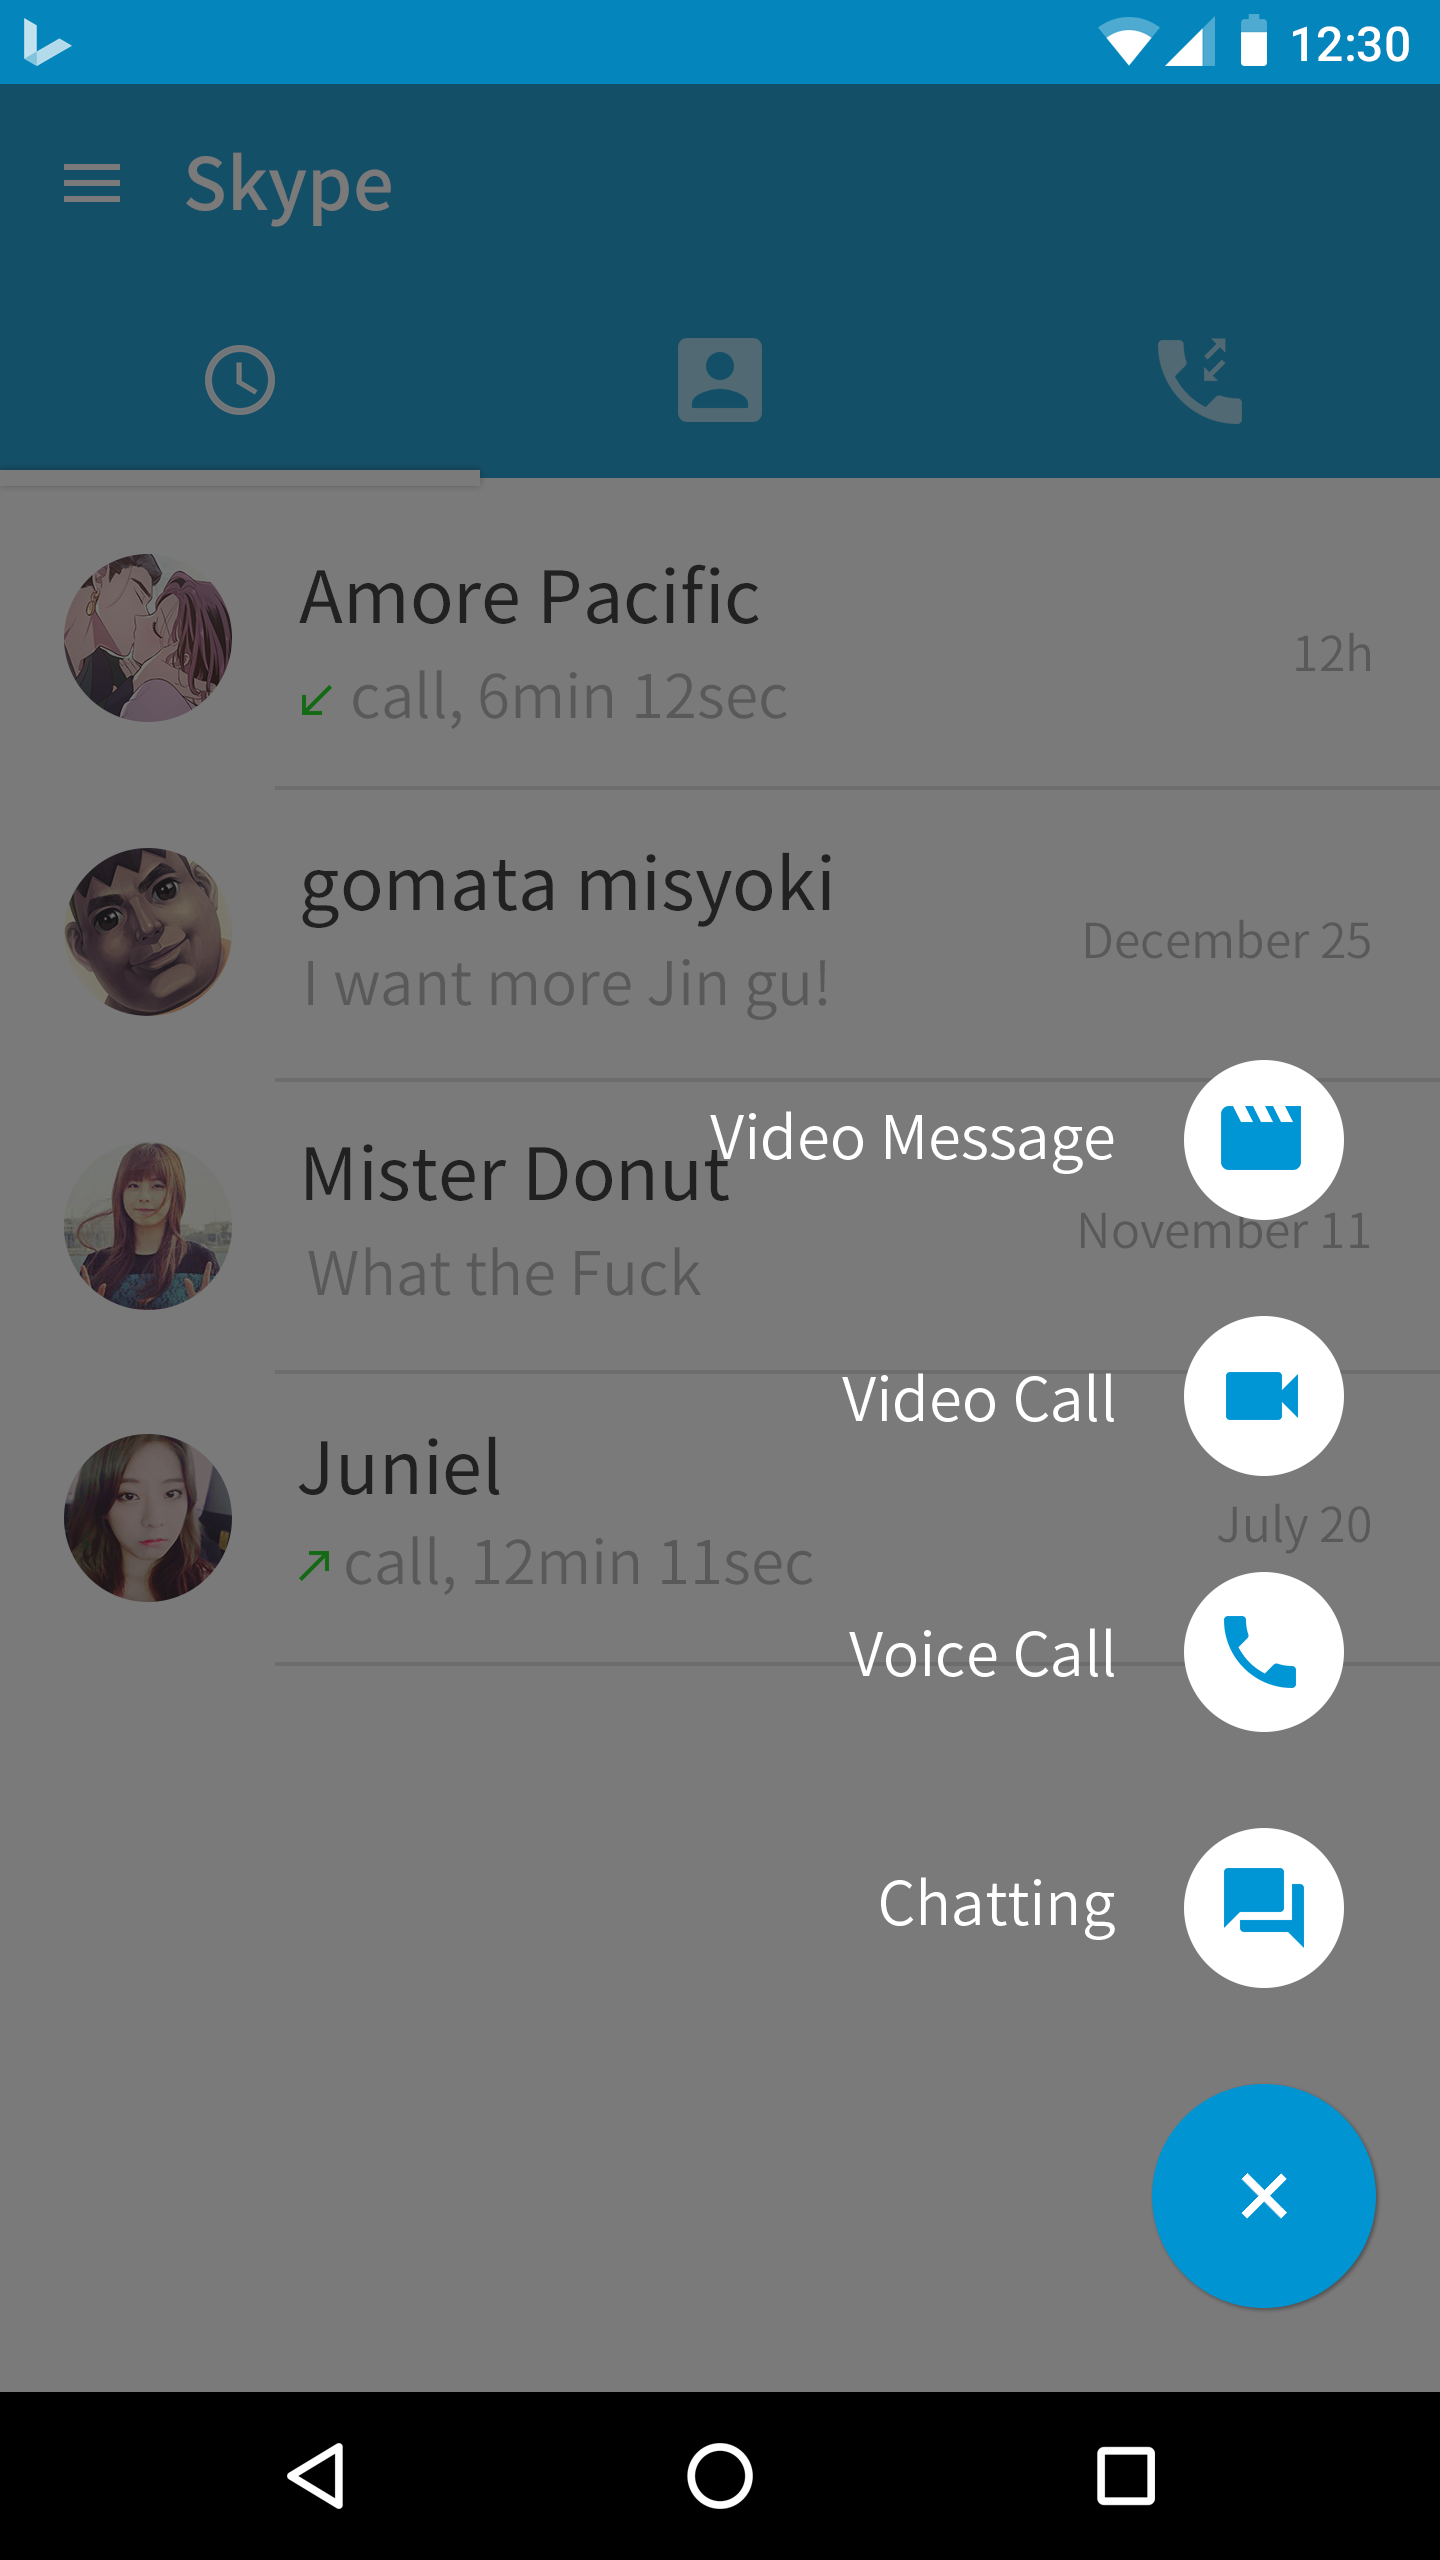 12:30
Skype
Amore Pacific
12h
call, 6min 12sec
gomata misyoki
December 25
I want more Jin gu!
Video Message
Mister Donut
November 11
What the Fuck
Video Call
Juniel
July 20
call, 12min 11sec
Voice Call
Chatting